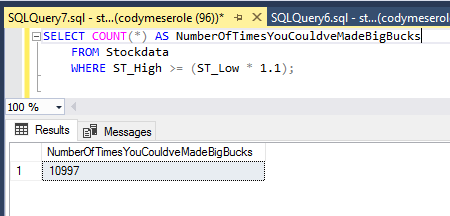 SQLQuery7.sql - st...(codymeserole (96))* SQLQuery6.sql - st...(codymeserole
SELECT COUNT(*) AS NumberOfTimesYouCouldveMadeBigBucks
FROM Stockdata
WHERE ST_High >= (ST_Low * 1.1);
100 %
Results Messages
NumberOfTimesYouCouldveMadeBigBucks
1 10997